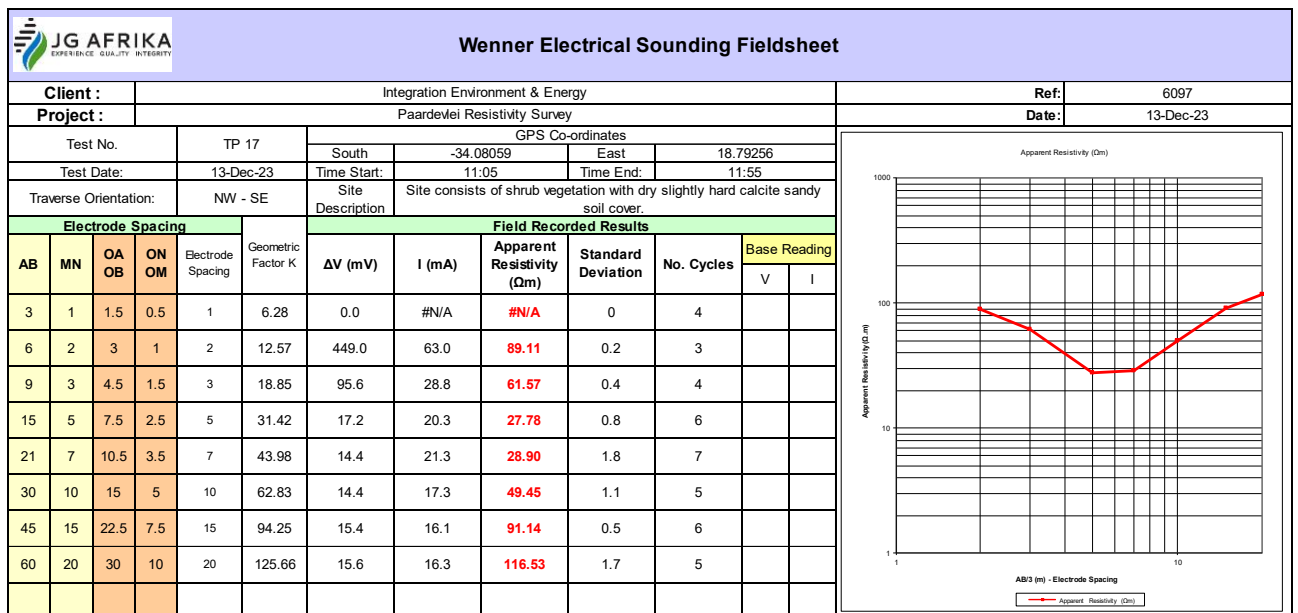 JG AFRIKA
EXPERIENCE QUALITY INTEGRITY
Wenner Electrical Sounding Fieldsheet
Client : Integration Environment & Energy Ref: 6097
Project : Paardevlei Resistivity Survey Date: 13-Dec-23
Test No. TP 17 GPS Co-ordinates
South -34.08059 East 18.79256
Test Date: 13-Dec-23 Time Start: 11:05 Time End: 11:55
Traverse Orientation: NW - SE Site Description Site consists of shrub vegetation with dry slightly hard calcite sandy
soil cover.
Electrode Spacing Geometric Factor K Field Recorded Results
AB MN OA OB ON OM Electrode Spacing ΔV (mV) I (mA) Apparent Resistivity (Ωm) Standard Deviation No. Cycles Base Reading
V I
3 1 1.5 0.5 1 6.28 0.0 #N/A #N/A 0 4
6 2 3 1 2 12.57 449.0 63.0 89.11 0.2 3
9 3 4.5 1.5 3 18.85 95.6 28.8 61.57 0.4 4
15 5 7.5 2.5 5 31.42 17.2 20.3 27.78 0.8 6
21 7 10.5 3.5 7 43.98 14.4 21.3 28.90 1.8 7
30 10 15 5 10 62.83 14.4 17.3 49.45 1.1 5
45 15 22.5 7.5 15 94.25 15.4 16.1 91.14 0.5 6
60 20 30 10 20 125.66 15.6 16.3 116.53 1.7 5
Apparent Resistivity (Ωm)
1000
100
10
1
Apparent Resistivity(Ω.m)
1 10
AB/3 (m) - Electrode Spacing
Apparent Resistivity (Ωm)